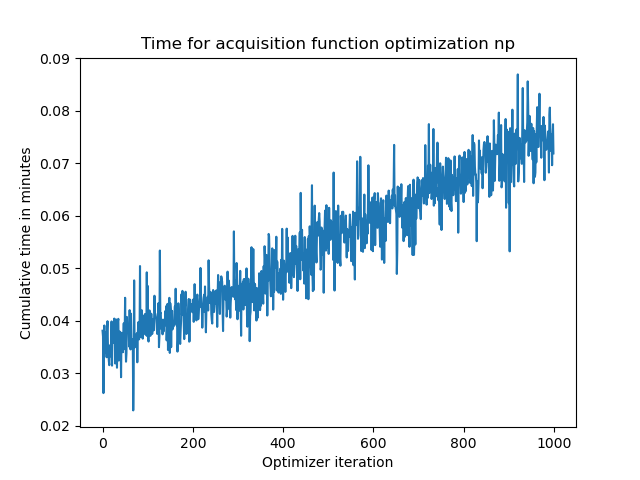 Time for acquisition function optimization np
0.09
0.08
0.07
0.06
0.05
0.04
0.03
0.02
Cumulative time in minutes
0 200 400 600 800 1000
Optimizer iteration